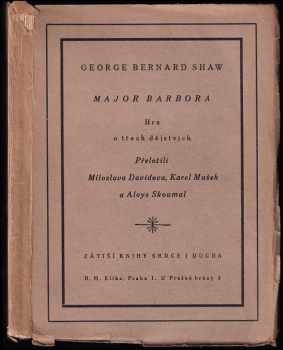 GEORGE BERNARD SHAW
MAJOR BARBORA
Hra
o třech dějstvích
Přeložili
Miloslava Davidova, Karel Mušek
a Aloys Skoumal
ZÁTIŠÍ KNIHY SRDCE I DUCHA
B. M. Klika, Praha I. U Prašné brány 3